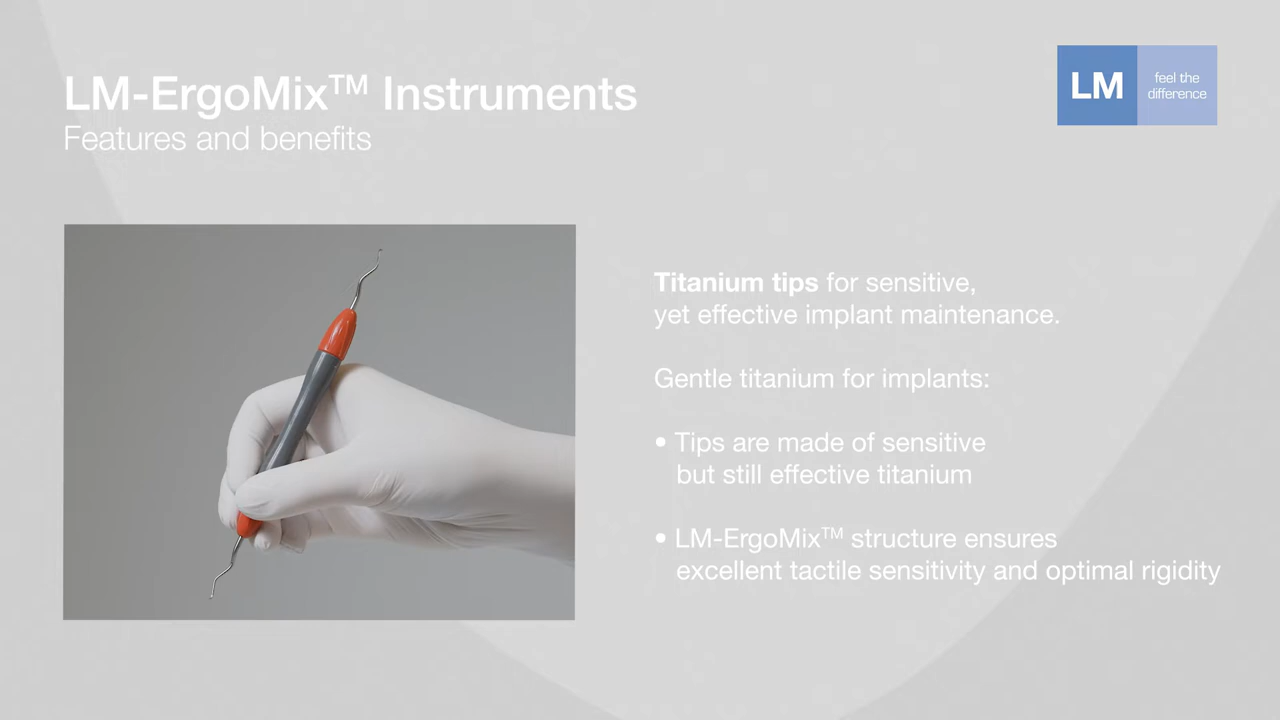 LM-ErgoMix™ Instruments
Features and benefits
LM
feel the
difference
Titanium tips for sensitive,
yet effective implant maintenance.
Gentle titanium for implants:
• Tips are made of sensitive
but still effective titanium
• LM-ErgoMix™ structure ensures
excellent tactile sensitivity and optimal rigidity